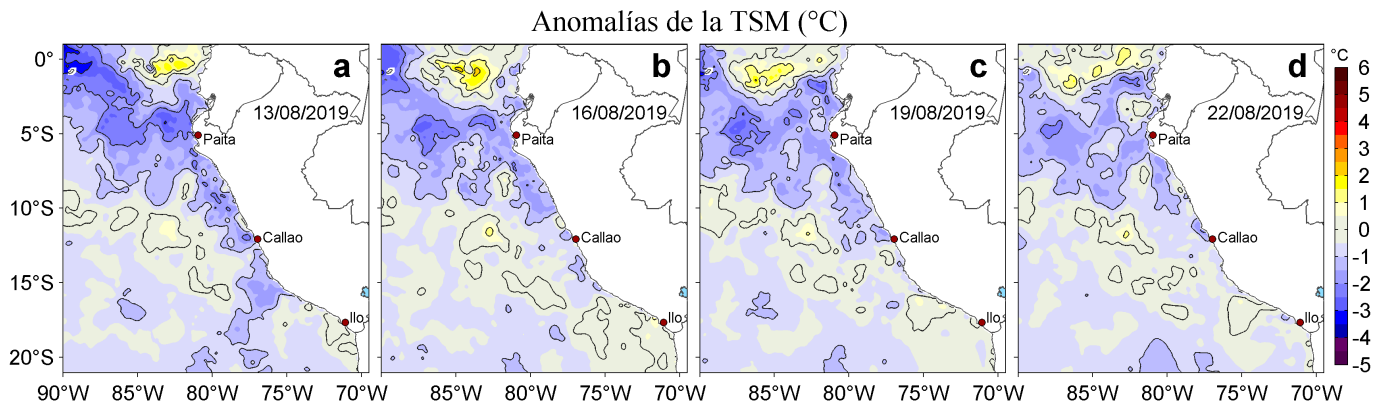 Anomalías de la TSM (°C)
a b c d °C
13/08/2019 16/08/2019 19/08/2019 22/08/2019
0° 5°S 10°S 15°S 20°S
Paita Callao Ilo
Paita Callao Ilo
Paita Callao Ilo
Paita Callao Ilo
6 5 4 3 2 1 0 -1 -2 -3 -4 -5
90°W 85°W 80°W 75°W 70°W 85°W 80°W 75°W 70°W 85°W 80°W 75°W 70°W 85°W 80°W 75°W 70°W